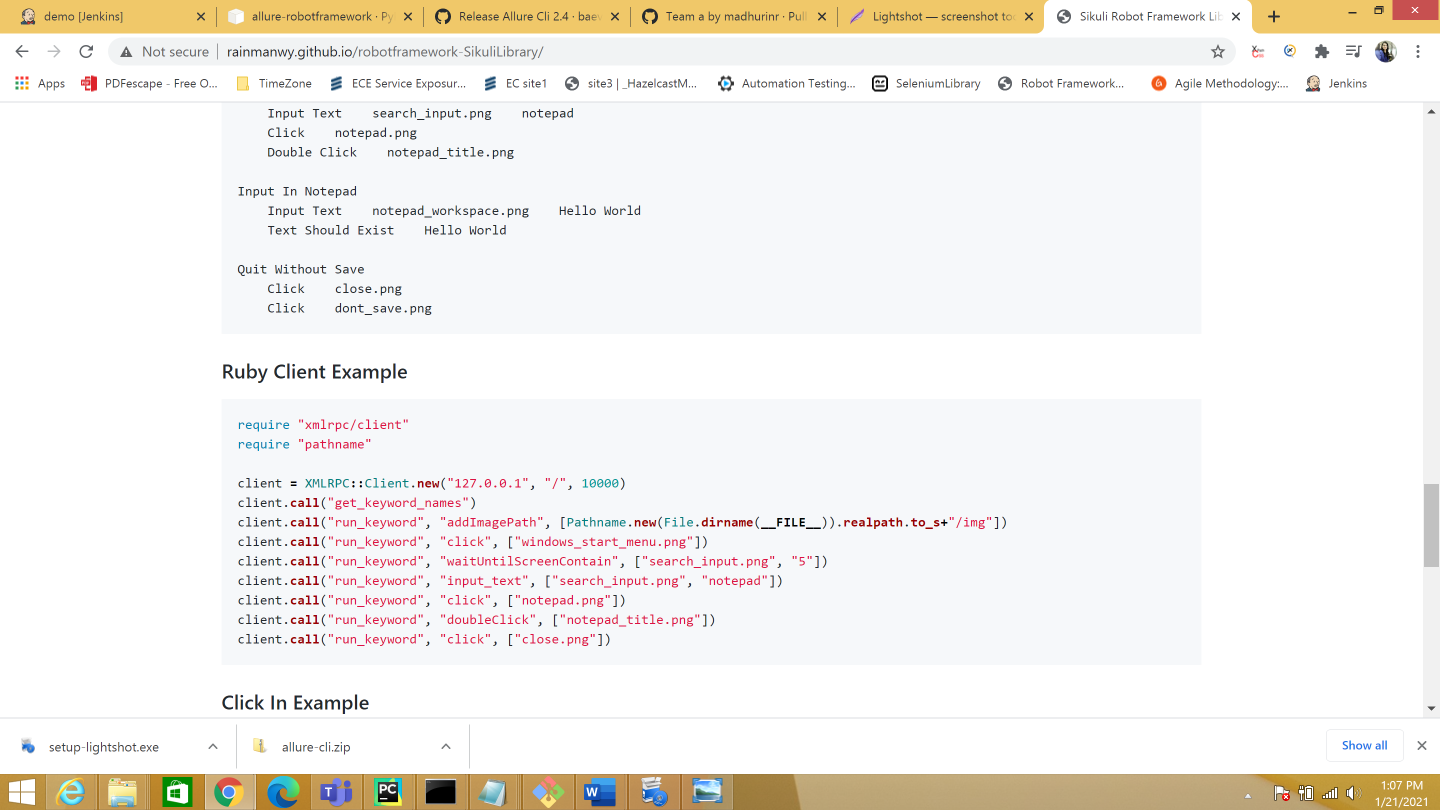 demo [Jenkins]
allure-robotframework · Py
Release Allure Cli 2.4 · baev
Team a by madhurinr · Pull
Lightshot — screenshot too
Sikuli Robot Framework Lib
Not secure
rainmanwy.github.io/robotframework-SikuliLibrary/
Apps
PDFescape - Free O...
TimeZone
ECE Service Exposur...
EC site1
site3 | _HazelcastM...
Automation Testing...
SeleniumLibrary
Robot Framework...
Agile Methodology:...
Jenkins
Input Text    search_input.png    notepad
Click    notepad.png
Double Click    notepad_title.png
Input In Notepad
Input Text    notepad_workspace.png    Hello World
Text Should Exist    Hello World
Quit Without Save
Click    close.png
Click    dont_save.png
Ruby Client Example
require "xmlrpc/client"
require "pathname"
client = XMLRPC::Client.new("127.0.0.1", "/", 10000)
client.call("get_keyword_names")
client.call("run_keyword", "addImagePath", [Pathname.new(File.dirname(__FILE__)).realpath.to_s+"/img"])
client.call("run_keyword", "click", ["windows_start_menu.png"])
client.call("run_keyword", "waitUntilScreenContain", ["search_input.png", "5"])
client.call("run_keyword", "input_text", ["search_input.png", "notepad"])
client.call("run_keyword", "click", ["notepad.png"])
client.call("run_keyword", "doubleClick", ["notepad_title.png"])
client.call("run_keyword", "click", ["close.png"])
Click In Example
setup-lightshot.exe
allure-cli.zip
Show all
1:07 PM
1/21/2021